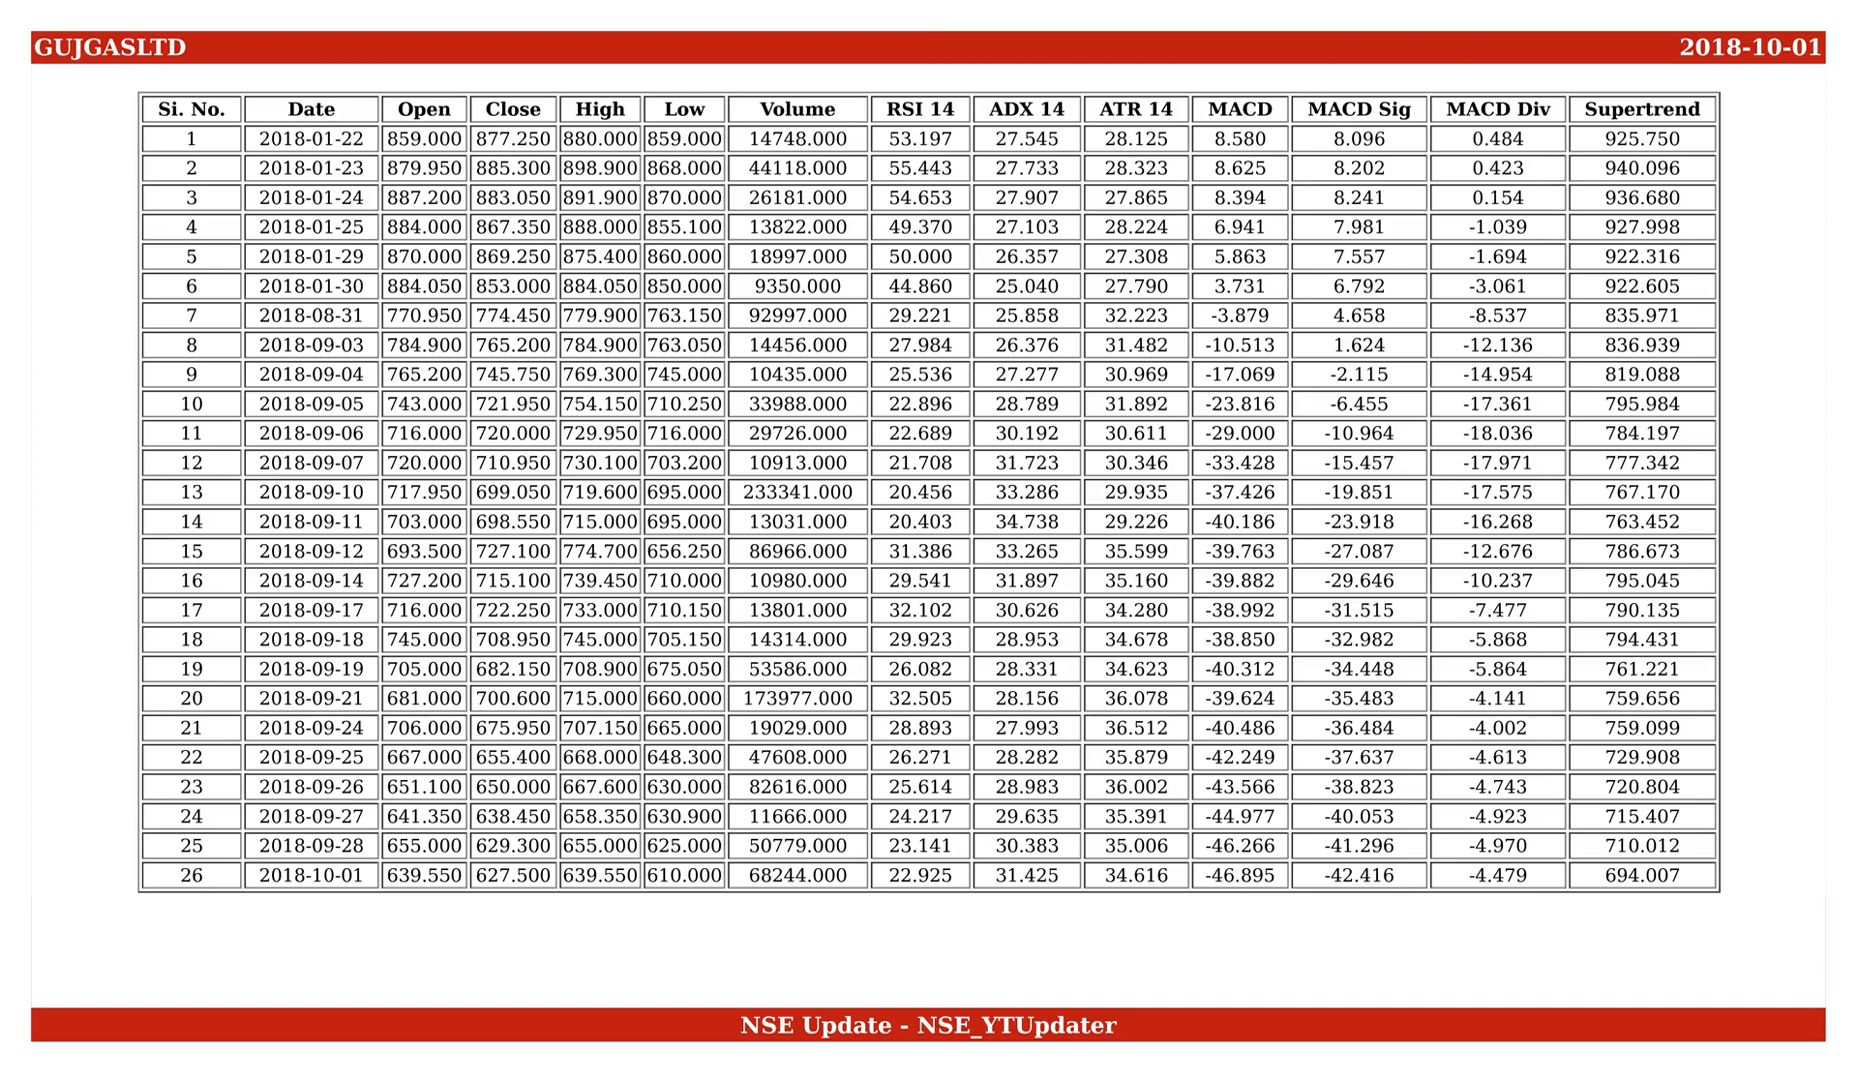 GUJGASLTD 2018-10-01
Si. No. Date Open Close High Low Volume RSI 14 ADX 14 ATR 14 MACD MACD Sig MACD Div Supertrend
1 2018-01-22 859.000 877.250 880.000 859.000 14748.000 53.197 27.545 28.125 8.580 8.096 0.484 925.750
2 2018-01-23 879.950 885.300 898.900 868.000 44118.000 55.443 27.733 28.323 8.625 8.202 0.423 940.096
3 2018-01-24 887.200 883.050 891.900 870.000 26181.000 54.653 27.907 27.865 8.394 8.241 0.154 936.680
4 2018-01-25 884.000 867.350 888.000 855.100 13822.000 49.370 27.103 28.224 6.941 7.981 -1.039 927.998
5 2018-01-29 870.000 869.250 875.400 860.000 18997.000 50.000 26.357 27.308 5.863 7.557 -1.694 922.316
6 2018-01-30 884.050 853.000 884.050 850.000 9350.000 44.860 25.040 27.790 3.731 6.792 -3.061 922.605
7 2018-08-31 770.950 774.450 779.900 763.150 92997.000 29.221 25.858 32.223 -3.879 4.658 -8.537 835.971
8 2018-09-03 784.900 765.200 784.900 763.050 14456.000 27.984 26.376 31.482 -10.513 1.624 -12.136 836.939
9 2018-09-04 765.200 745.750 769.300 745.000 10435.000 25.536 27.277 30.969 -17.069 -2.115 -14.954 819.088
10 2018-09-05 743.000 721.950 754.150 710.250 33988.000 22.896 28.789 31.892 -23.816 -6.455 -17.361 795.984
11 2018-09-06 716.000 720.000 729.950 716.000 29726.000 22.689 30.192 30.611 -29.000 -10.964 -18.036 784.197
12 2018-09-07 720.000 710.950 730.100 703.200 10913.000 21.708 31.723 30.346 -33.428 -15.457 -17.971 777.342
13 2018-09-10 717.950 699.050 719.600 695.000 233341.000 20.456 33.286 29.935 -37.426 -19.851 -17.575 767.170
14 2018-09-11 703.000 698.550 715.000 695.000 13031.000 20.403 34.738 29.226 -40.186 -23.918 -16.268 763.452
15 2018-09-12 693.500 727.100 774.700 656.250 86966.000 31.386 33.265 35.599 -39.763 -27.087 -12.676 786.673
16 2018-09-14 727.200 715.100 739.450 710.000 10980.000 29.541 31.897 35.160 -39.882 -29.646 -10.237 795.045
17 2018-09-17 716.000 722.250 733.000 710.150 13801.000 32.102 30.626 34.280 -38.992 -31.515 -7.477 790.135
18 2018-09-18 745.000 708.950 745.000 705.150 14314.000 29.923 28.953 34.678 -38.850 -32.982 -5.868 794.431
19 2018-09-19 705.000 682.150 708.900 675.050 53586.000 26.082 28.331 34.623 -40.312 -34.448 -5.864 761.221
20 2018-09-21 681.000 700.600 715.000 660.000 173977.000 32.505 28.156 36.078 -39.624 -35.483 -4.141 759.656
21 2018-09-24 706.000 675.950 707.150 665.000 19029.000 28.893 27.993 36.512 -40.486 -36.484 -4.002 759.099
22 2018-09-25 667.000 655.400 668.000 648.300 47608.000 26.271 28.282 35.879 -42.249 -37.637 -4.613 729.908
23 2018-09-26 651.100 650.000 667.600 630.000 82616.000 25.614 28.983 36.002 -43.566 -38.823 -4.743 720.804
24 2018-09-27 641.350 638.450 658.350 630.900 11666.000 24.217 29.635 35.391 -44.977 -40.053 -4.923 715.407
25 2018-09-28 655.000 629.300 655.000 625.000 50779.000 23.141 30.383 35.006 -46.266 -41.296 -4.970 710.012
26 2018-10-01 639.550 627.500 639.550 610.000 68244.000 22.925 31.425 34.616 -46.895 -42.416 -4.479 694.007
NSE Update - NSE_YTUpdater